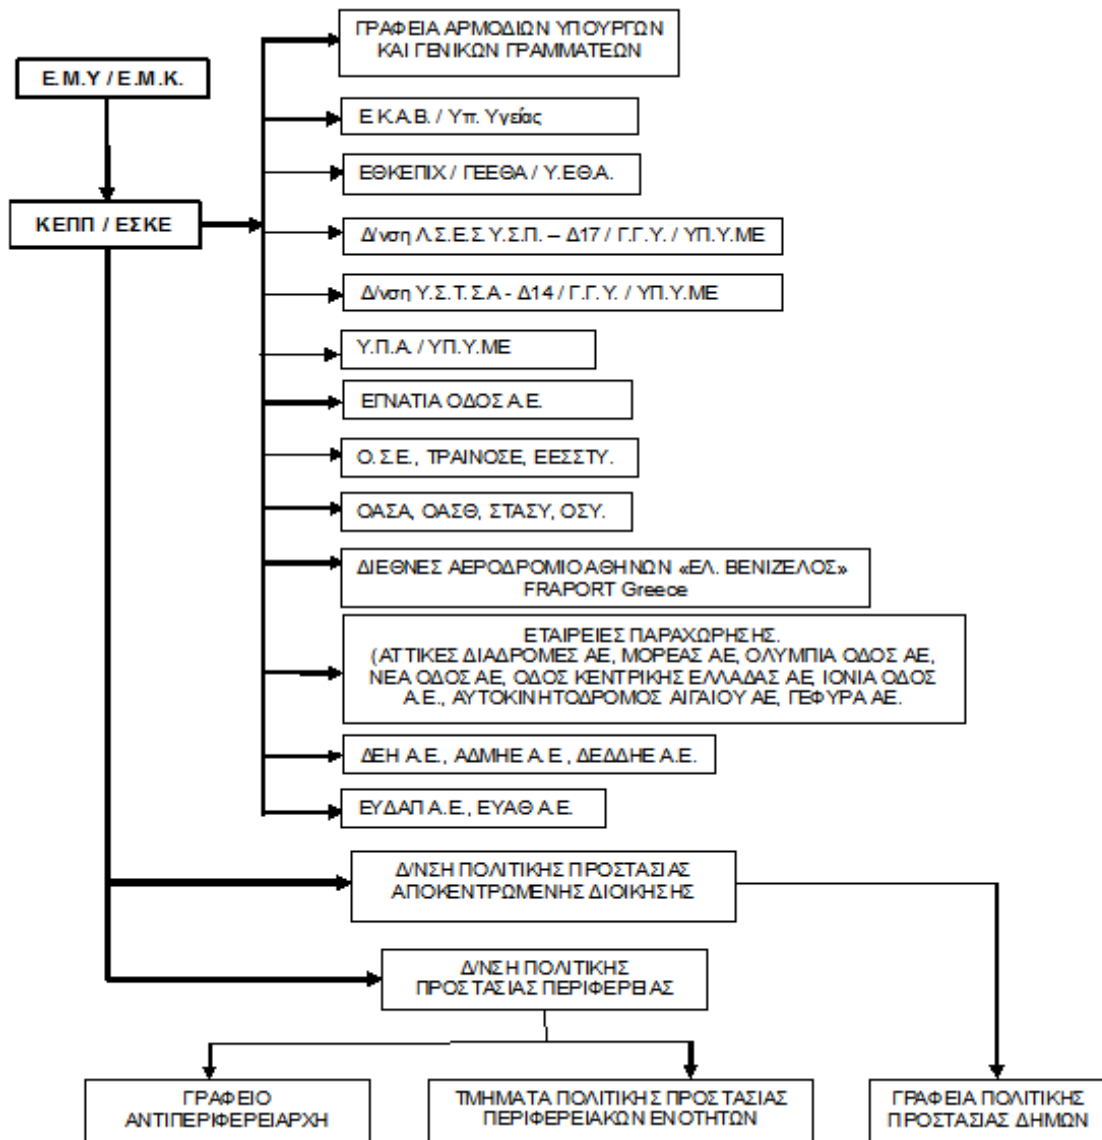 ΓΡΑΦΕΙΑ ΑΡΜΟΔΙΩΝ ΥΠΟΥΡΓΩΝ
ΚΑΙ ΓΕΝΙΚΩΝ ΓΡΑΜΜΑΤΕΩΝ
Ε.Μ.Υ / Ε.Μ.Κ.
Ε.Κ.Α.Β. / Υπ. Υγείας
ΕΘΚΕΠΙΧ / ΓΕΕΘΑ / Υ.ΕΘ.Α.
ΚΕΠΠ / ΕΣΚΕ
Δ/νση Λ.Σ.Ε.Σ.Υ.Σ.Π. – Δ17 / Γ.Γ.Υ. / ΥΠ.Υ.ΜΕ
Δ/νση Υ.Σ.Τ.Σ.Α - Δ14 / Γ.Γ.Υ. / ΥΠ.Υ.ΜΕ
Υ.Π.Α. / ΥΠ.Υ.ΜΕ
ΕΓΝΑΤΙΑ ΟΔΟΣ Α.Ε.
Ο.Σ.Ε., ΤΡΑΙΝΟΣΕ, ΕΕΣΣΤΥ.
ΟΑΣΑ, ΟΑΣΘ, ΣΤΑΣΥ, ΟΣΥ.
ΔΙΕΘΝΕΣ ΑΕΡΟΔΡΟΜΙΟ ΑΘΗΝΩΝ «ΕΛ. ΒΕΝΙΖΕΛΟΣ»
FRAPORT Greece
ΕΤΑΙΡΕΙΕΣ ΠΑΡΑΧΩΡΗΣΗΣ.
(ΑΤΤΙΚΕΣ ΔΙΑΔΡΟΜΕΣ ΑΕ, ΜΟΡΕΑΣ ΑΕ, ΟΛΥΜΠΙΑ ΟΔΟΣ ΑΕ,
ΝΕΑ ΟΔΟΣ ΑΕ, ΟΔΟΣ ΚΕΝΤΡΙΚΗΣ ΕΛΛΑΔΑΣ ΑΕ, ΙΟΝΙΑ ΟΔΟΣ
Α.Ε., ΑΥΤΟΚΙΝΗΤΟΔΡΟΜΟΣ ΑΙΓΑΙΟΥ ΑΕ, ΓΕΦΥΡΑ ΑΕ.
ΔΕΗ Α.Ε., ΑΔΜΗΕ Α.Ε., ΔΕΔΔΗΕ Α.Ε.
ΕΥΔΑΠ Α.Ε., ΕΥΑΘ Α.Ε.
Δ/ΝΣΗ ΠΟΛΙΤΙΚΗΣ ΠΡΟΣΤΑΣΙΑΣ
ΑΠΟΚΕΝΤΡΩΜΕΝΗΣ ΔΙΟΙΚΗΣΗΣ
Δ/ΝΣΗ ΠΟΛΙΤΙΚΗΣ
ΠΡΟΣΤΑΣΙΑΣ ΠΕΡΙΦΕΡΕΙΑΣ
ΓΡΑΦΕΙΟ
ΑΝΤΙΠΕΡΙΦΕΡΕΙΑΡΧΗ
ΤΜΗΜΑΤΑ ΠΟΛΙΤΙΚΗΣ ΠΡΟΣΤΑΣΙΑΣ
ΠΕΡΙΦΕΡΕΙΑΚΩΝ ΕΝΟΤΗΤΩΝ
ΓΡΑΦΕΙΑ ΠΟΛΙΤΙΚΗΣ
ΠΡΟΣΤΑΣΙΑΣ ΔΗΜΩΝ